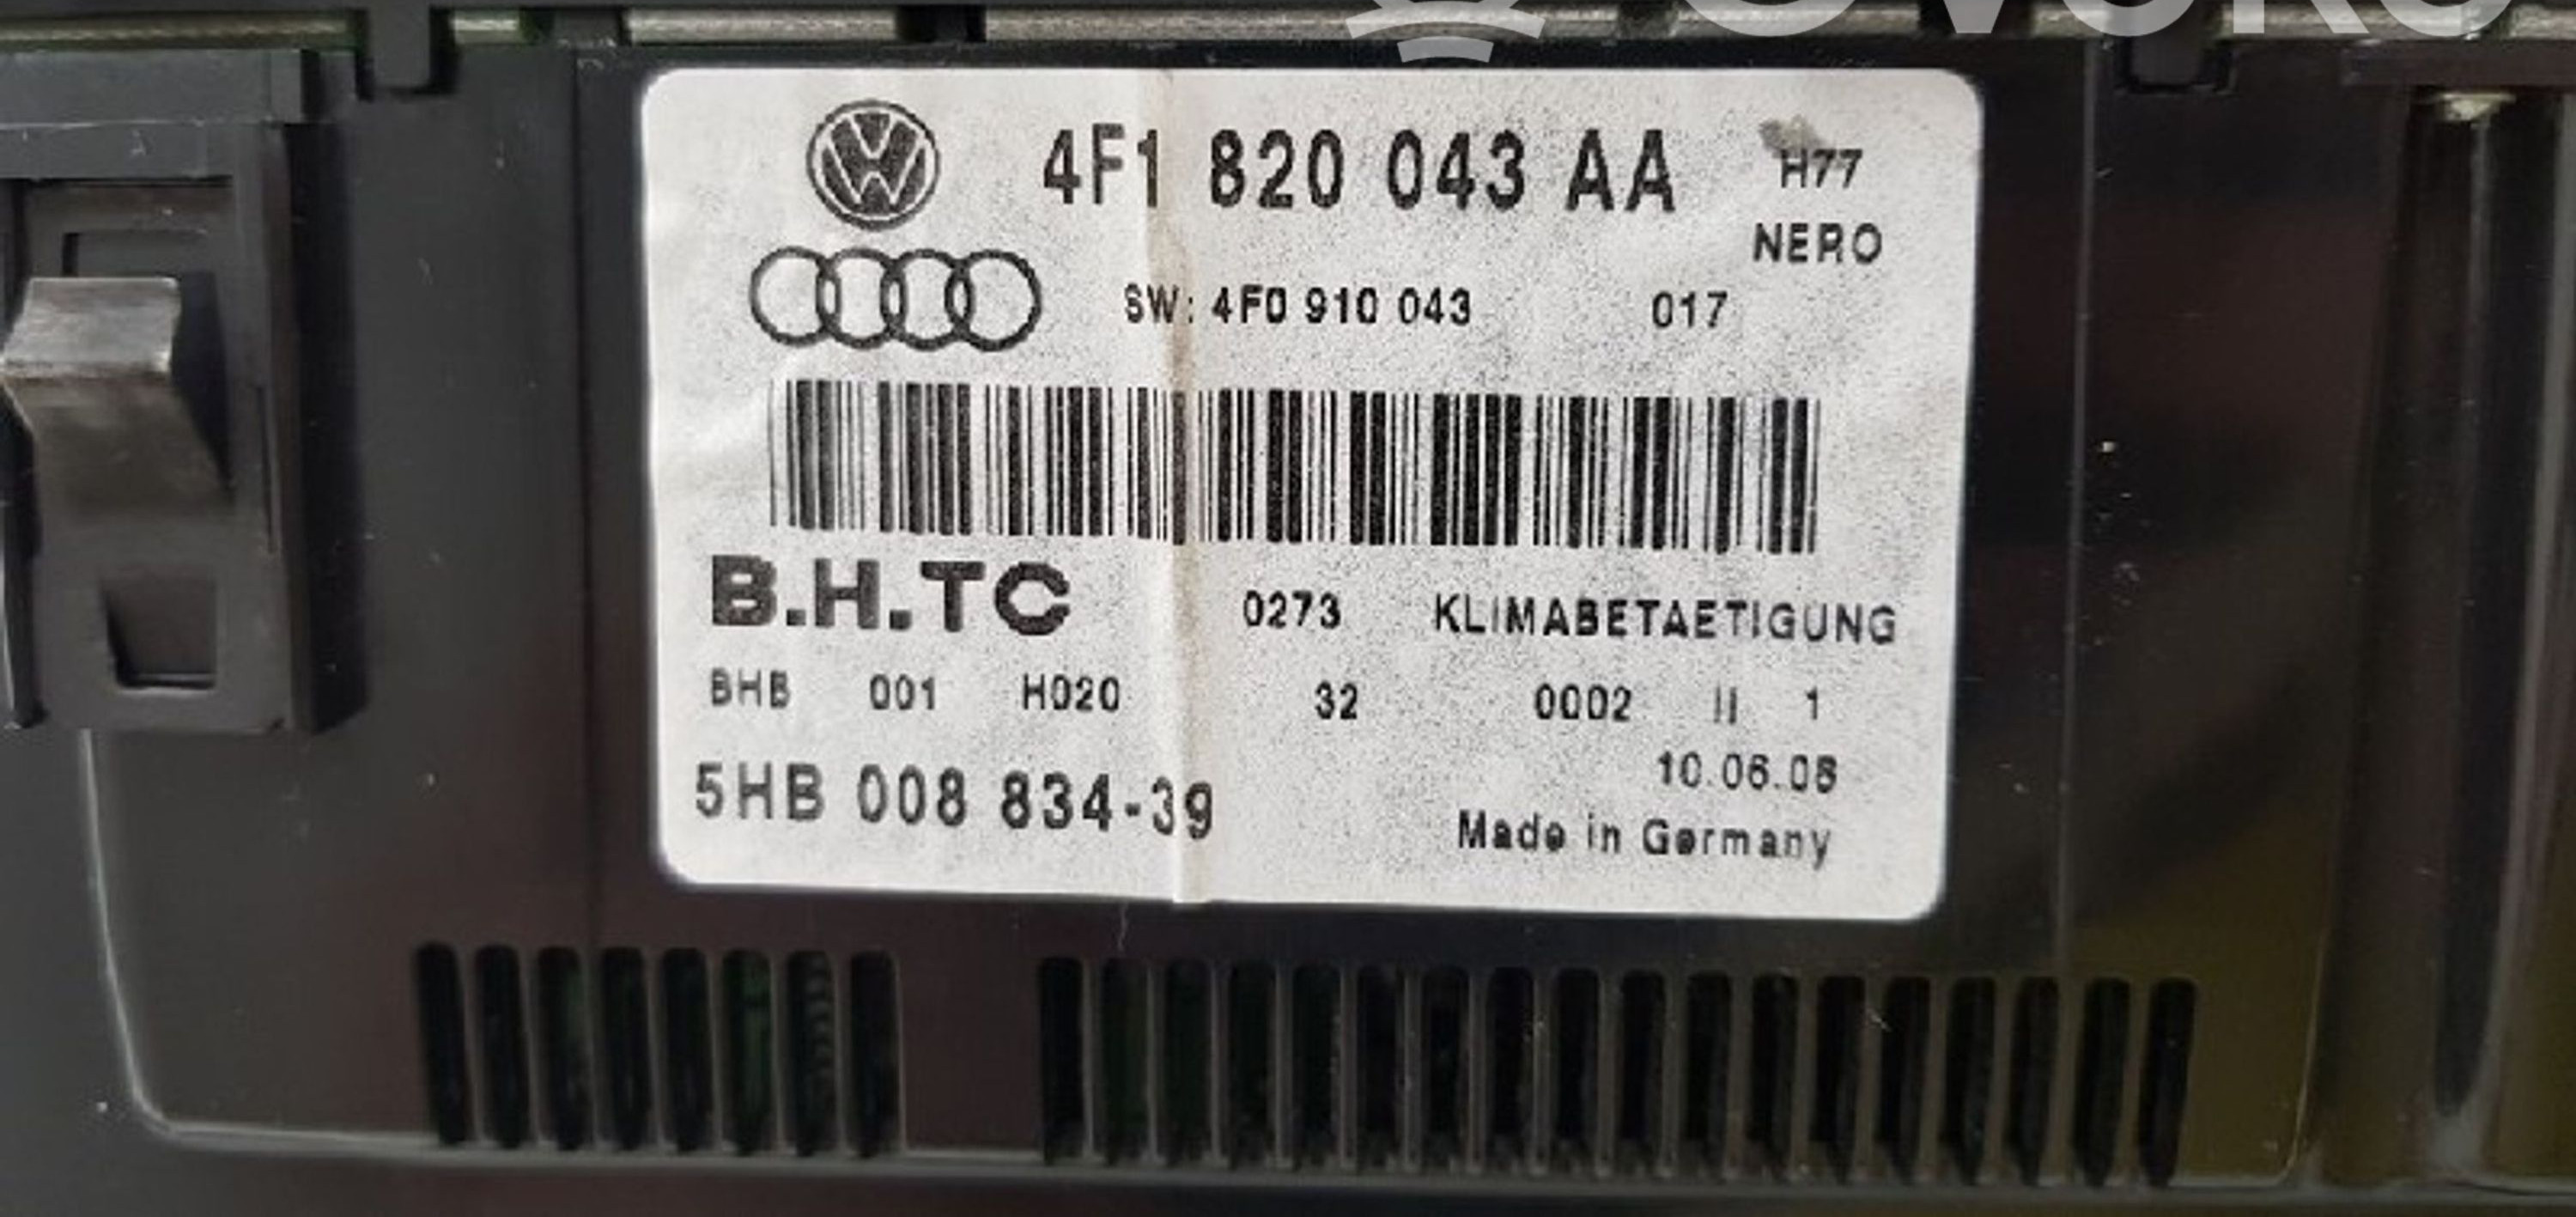 4F1 820 043 AA H77
NERO
SW: 4F0 910 043 017
B.H.TC 0273 KLIMABETAETIGUNG
BHB 001 H020 32 0002 II 1
10.06.08
5HB 008 834-39
Made in Germany